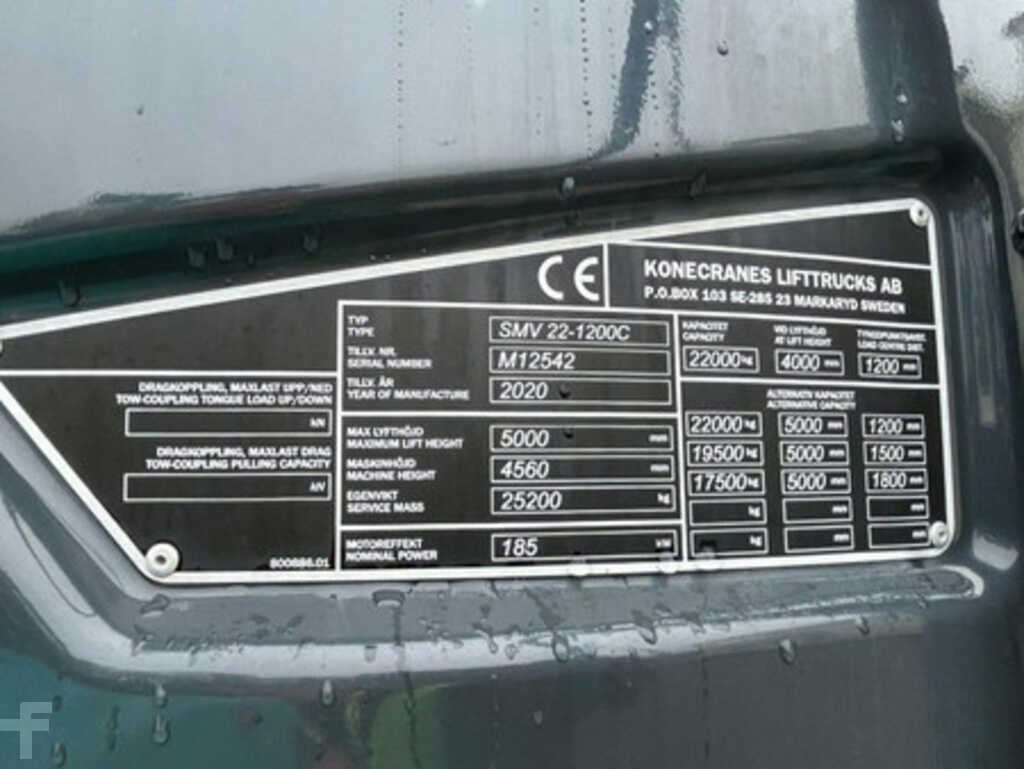 CE
KONECRANES LIFTTRUCKS AB
P.O.BOX 103 SE-285 23 MARKARYD SWEDEN
DRAGKOPPLING, MAXLAST UPP/NED
TOW-COUPLING TONGUE LOAD UP/DOWN
kN
DRAGKOPPLING, MAXLAST DRAG
TOW-COUPLING PULLING CAPACITY
kN
800886.01
TYP
TYPE
SMV 22-1200C
TILLV. NR.
SERIAL NUMBER
M12542
TILLV. ÅR
YEAR OF MANUFACTURE
2020
MAX LYFTHÖJD
MAXIMUM LIFT HEIGHT
5000 mm
MASKINHÖJD
MACHINE HEIGHT
4560 mm
EGENVIKT
SERVICE MASS
25200 kg
MOTOREFFEKT
NOMINAL POWER
185 kW
KAPACITET
CAPACITY
22000 kg
VID LYFTHÖJD
AT LIFT HEIGHT
4000 mm
TYNGDPUNKTSAVST.
LOAD CENTRE DIST.
1200 mm
ALTERNATIV KAPACITET
ALTERNATIVE CAPACITY
22000 kg 5000 mm 1200 mm
19500 kg 5000 mm 1500 mm
17500 kg 5000 mm 1800 mm
kg mm mm
kg mm mm
f